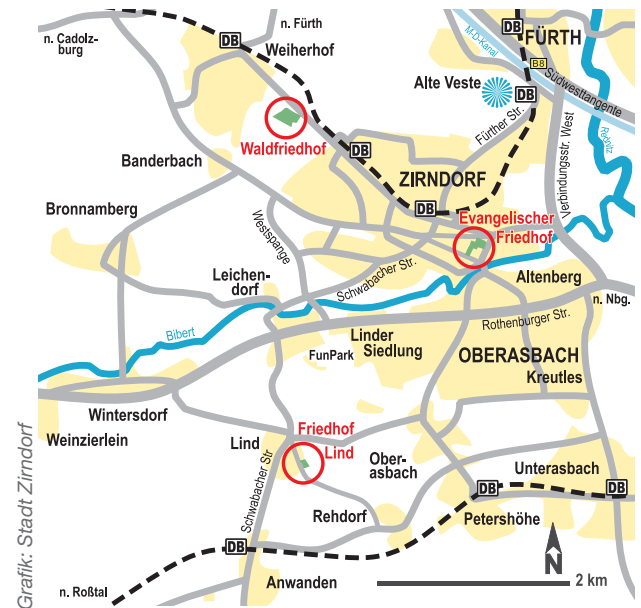 n. Cadolz-
burg
n. Fürth
DB
Weiherhof
DB
FÜRTH
M-D-Kanal
B8
Südwesttangente
Alte Veste
DB
Fürther Str.
Waldfriedhof
DB
Rednitz
Banderbach
ZIRNDORF
Verbindungsstr. West
Bronnamberg
DB
Westspange
Evangelischer
Friedhof
Schwabacher Str.
Leichen-
dorf
Altenberg
n. Nbg.
Bibert
Rothenburger Str.
Linder
Siedlung
FunPark
OBERASBACH
Kreutles
Wintersdorf
Weinzierlein
Friedhof
Lind
Lind
Schwabacher Str
Ober-
asbach
Unterasbach
DB
DB
Rehdorf
Petershöhe
DB
N
n. Roßtal
Anwanden
2 km
Grafik: Stadt Zirndorf